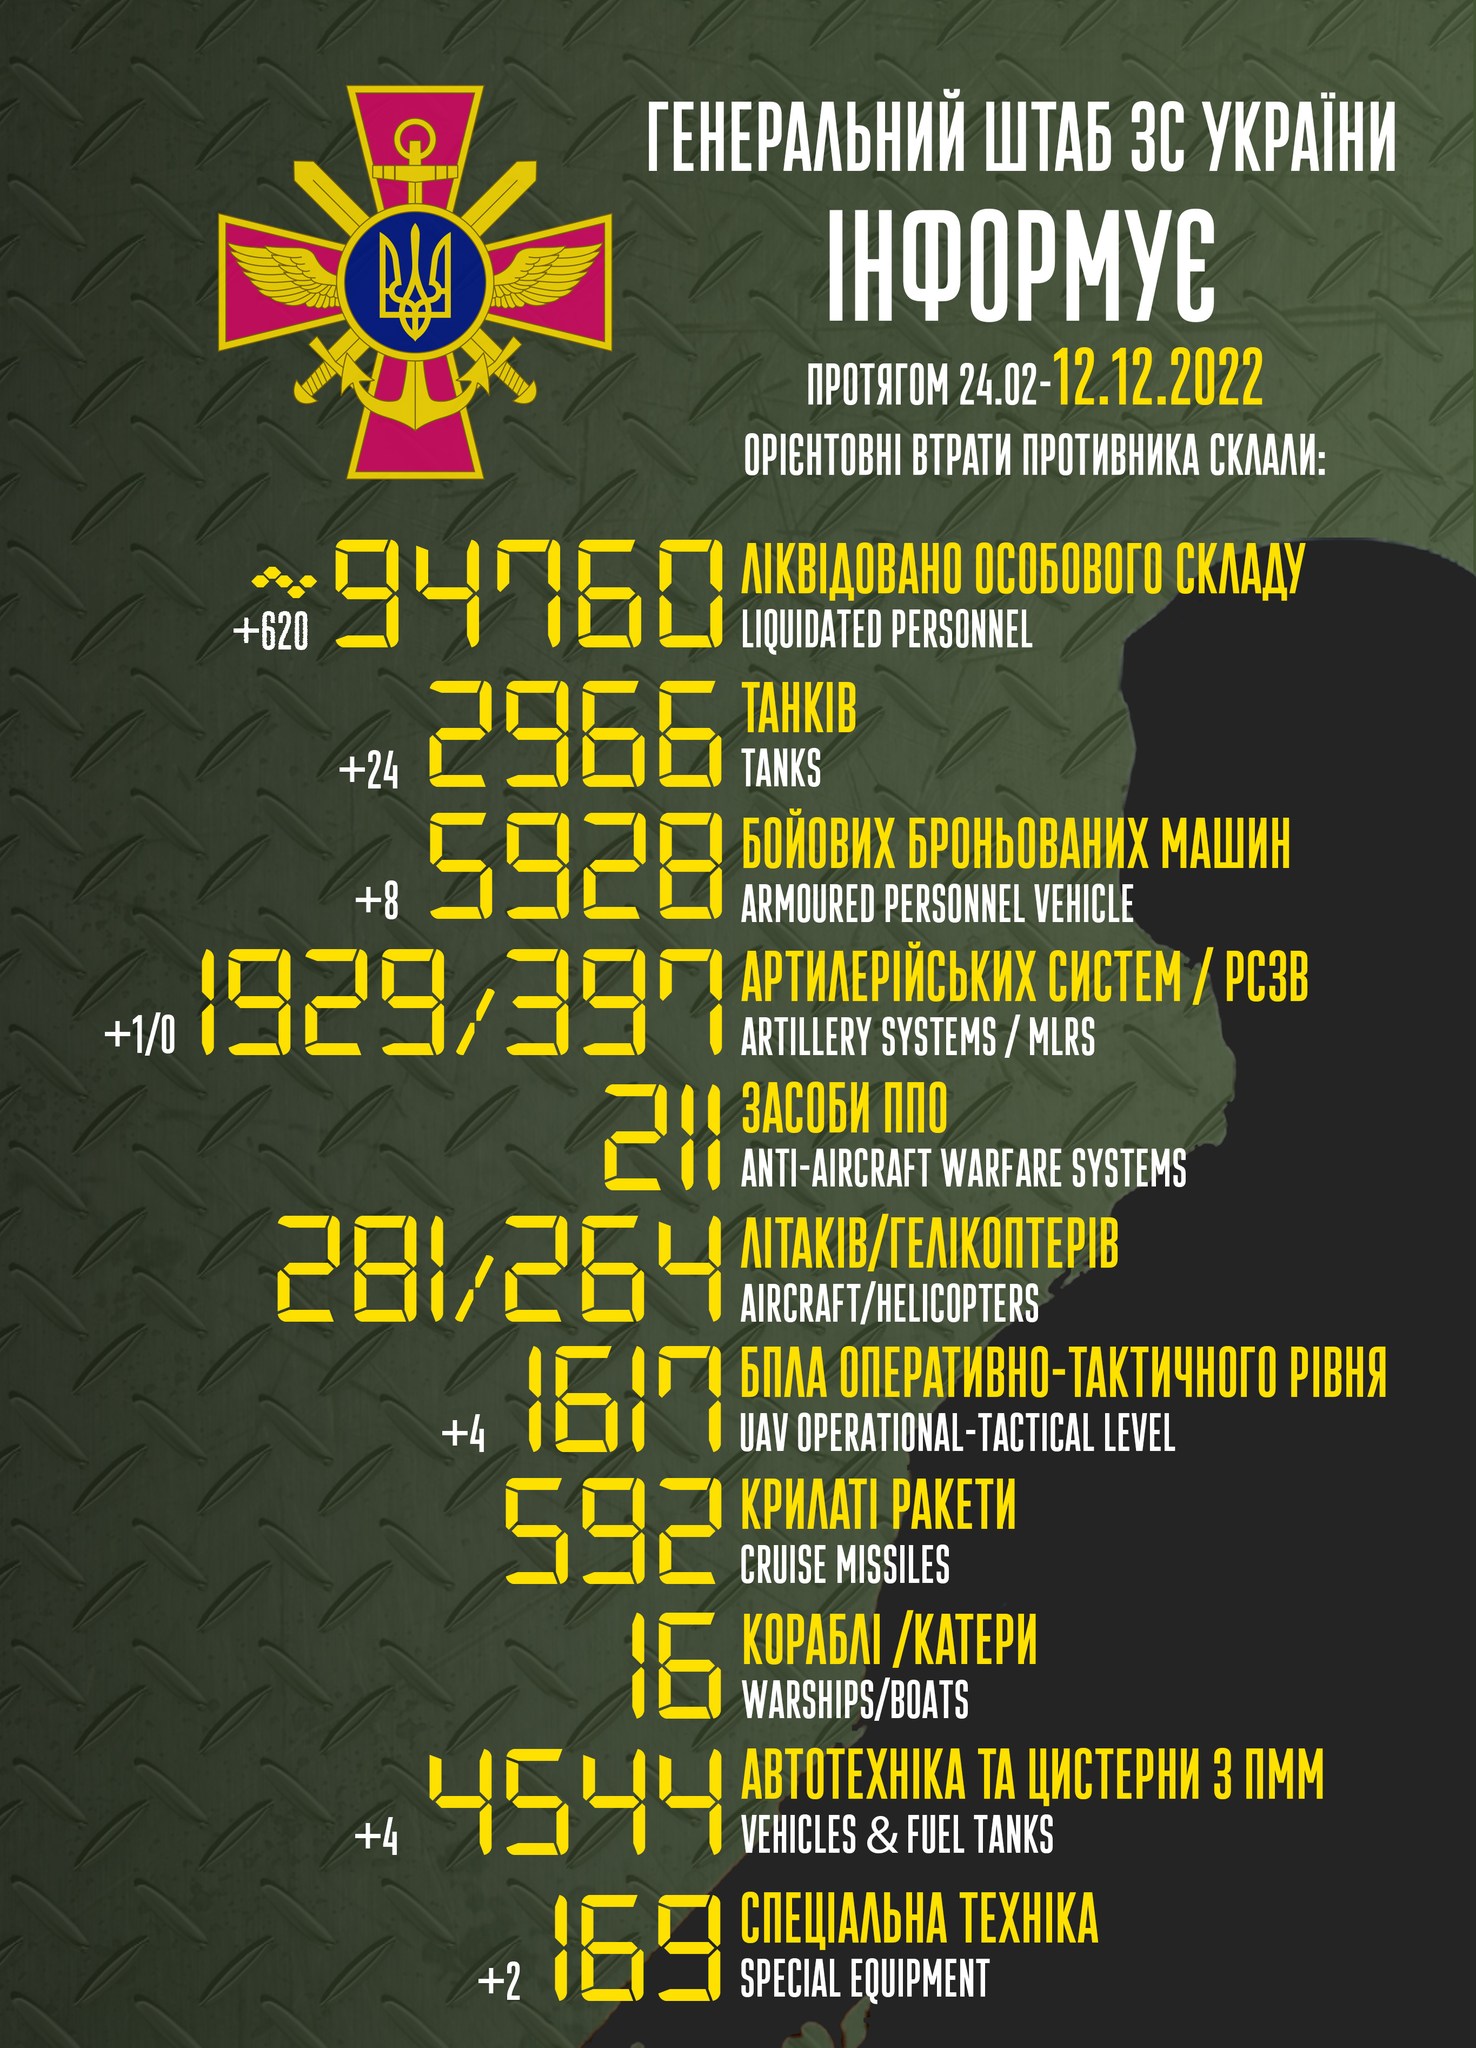 ГЕНЕРАЛЬНИЙ ШТАБ ЗС УКРАЇНИ
ІНФОРМУЄ
ПРОТЯГОМ 24.02-12.12.2022
ОРІЄНТОВНІ ВТРАТИ ПРОТИВНИКА СКЛАЛИ:
+620 ~94760 ЛІКВІДОВАНО ОСОБОВОГО СКЛАДУ
LIQUIDATED PERSONNEL
+24 2966 ТАНКІВ
TANKS
+8 5928 БОЙОВИХ БРОНЬОВАНИХ МАШИН
ARMOURED PERSONNEL VEHICLE
+1/0 1929/397 АРТИЛЕРІЙСЬКИХ СИСТЕМ / РСЗВ
ARTILLERY SYSTEMS / MLRS
211 ЗАСОБИ ППО
ANTI-AIRCRAFT WARFARE SYSTEMS
281/264 ЛІТАКІВ/ГЕЛІКОПТЕРІВ
AIRCRAFT/HELICOPTERS
+4 1617 БПЛА ОПЕРАТИВНО-ТАКТИЧНОГО РІВНЯ
UAV OPERATIONAL-TACTICAL LEVEL
592 КРИЛАТІ РАКЕТИ
CRUISE MISSILES
16 КОРАБЛІ /КАТЕРИ
WARSHIPS/BOATS
+4 4544 АВТОТЕХНІКА ТА ЦИСТЕРНИ З ПММ
VEHICLES & FUEL TANKS
+2 169 СПЕЦІАЛЬНА ТЕХНІКА
SPECIAL EQUIPMENT